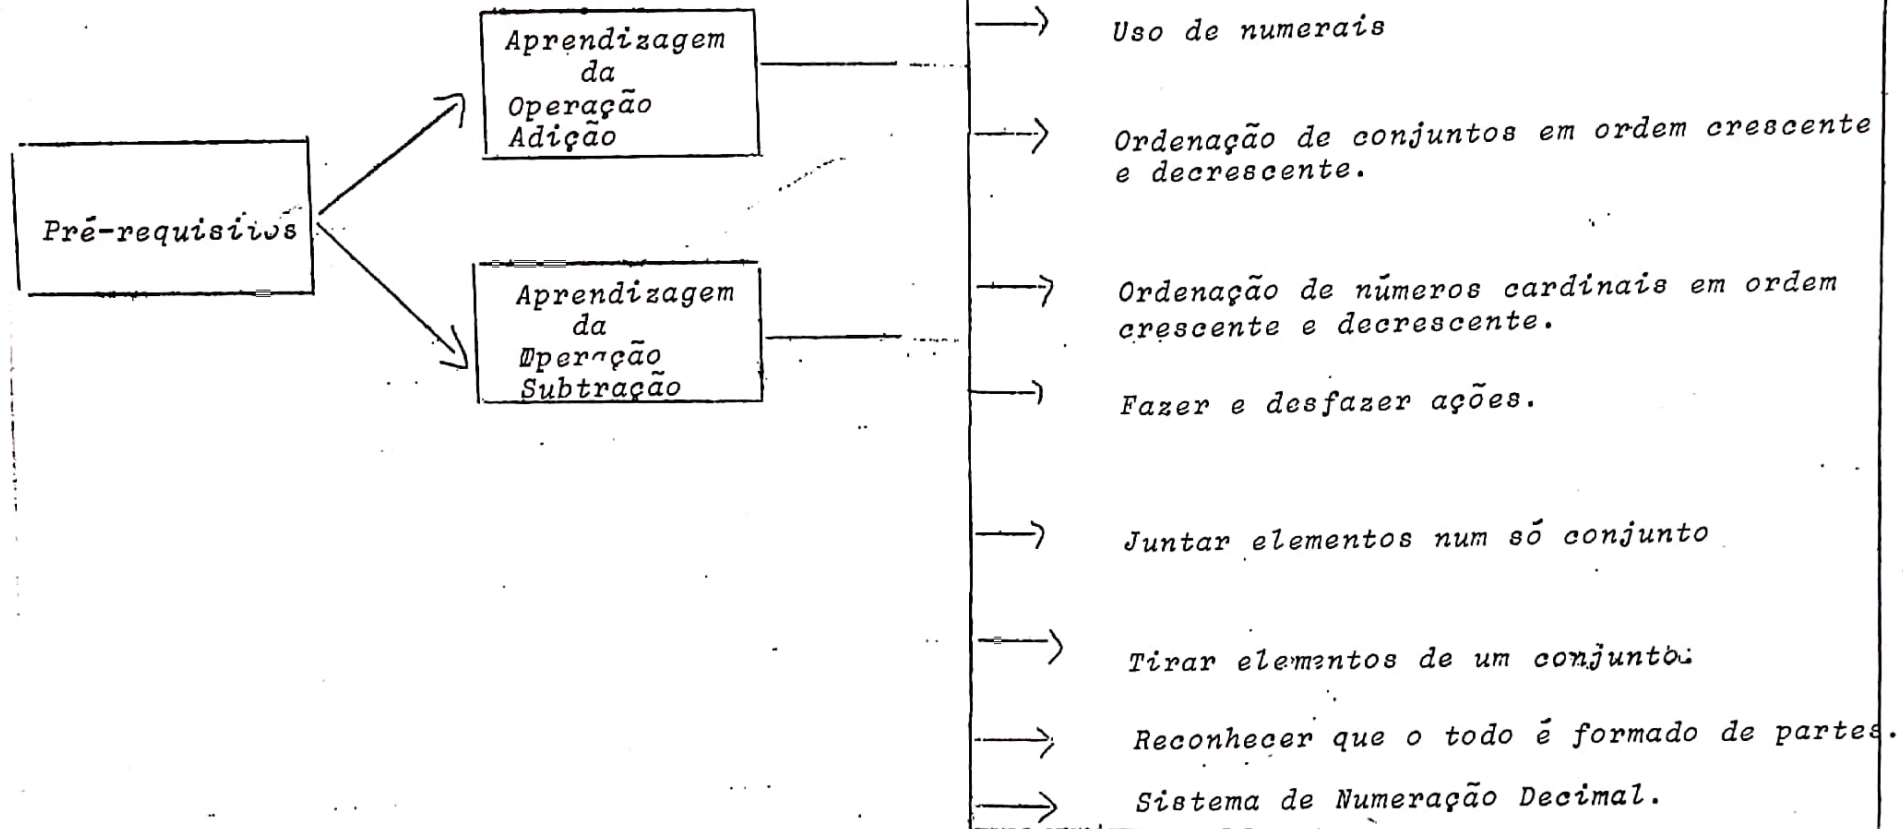 Pré-requisitos
Aprendizagem
da
Operação
Adição
Aprendizagem
da
Operação
Subtração
Uso de numerais
Ordenação de conjuntos em ordem crescente
e decrescente.
Ordenação de números cardinais em ordem
crescente e decrescente.
Fazer e desfazer ações.
Juntar elementos num só conjunto
Tirar elementos de um conjunto.
Reconhecer que o todo é formado de partes.
Sistema de Numeração Decimal.